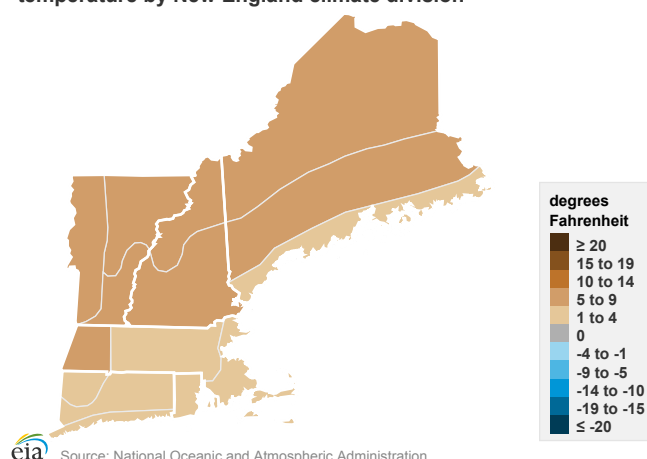 temperature by New England climate division
degrees
Fahrenheit
≥ 20
15 to 19
10 to 14
5 to 9
1 to 4
0
-4 to -1
-9 to -5
-14 to -10
-19 to -15
≤ -20
eia Source: National Oceanic and Atmospheric Administration